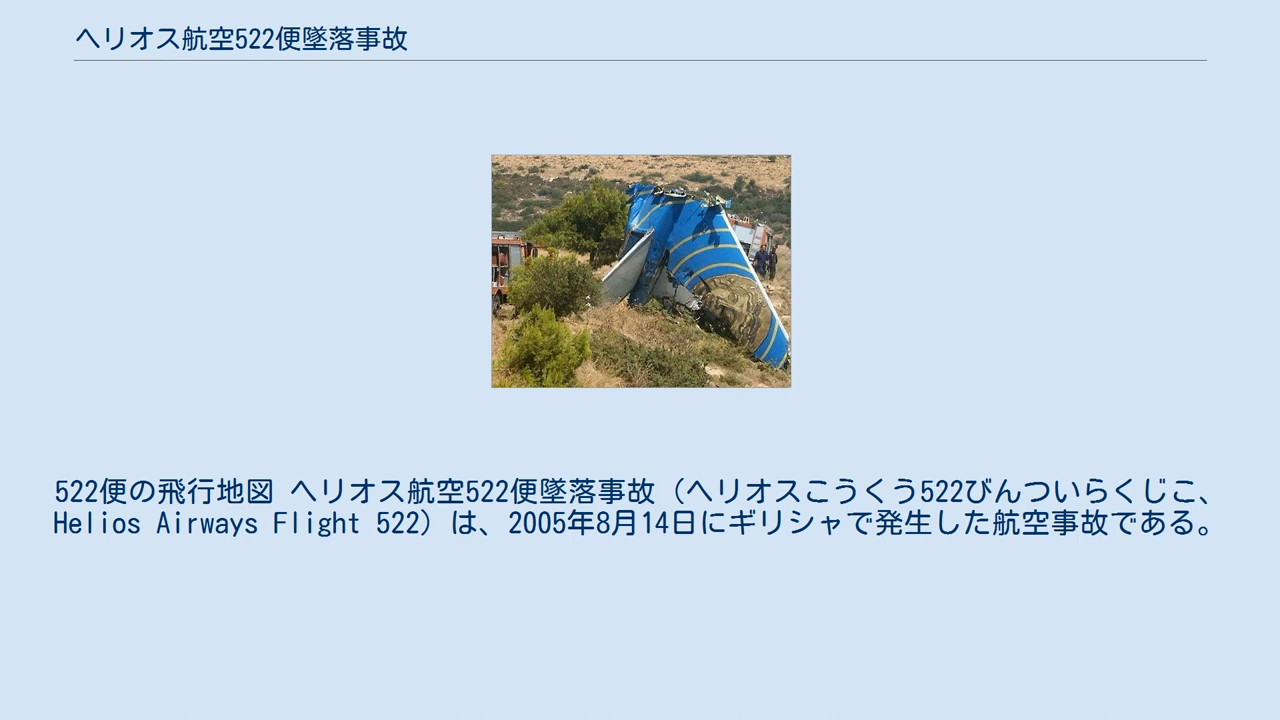 ヘリオス航空522便墜落事故
522便の飛行地図 ヘリオス航空522便墜落事故（ヘリオスこうくう522びんついらくじこ、
Helios Airways Flight 522）は、2005年8月14日にギリシャで発生した航空事故である。